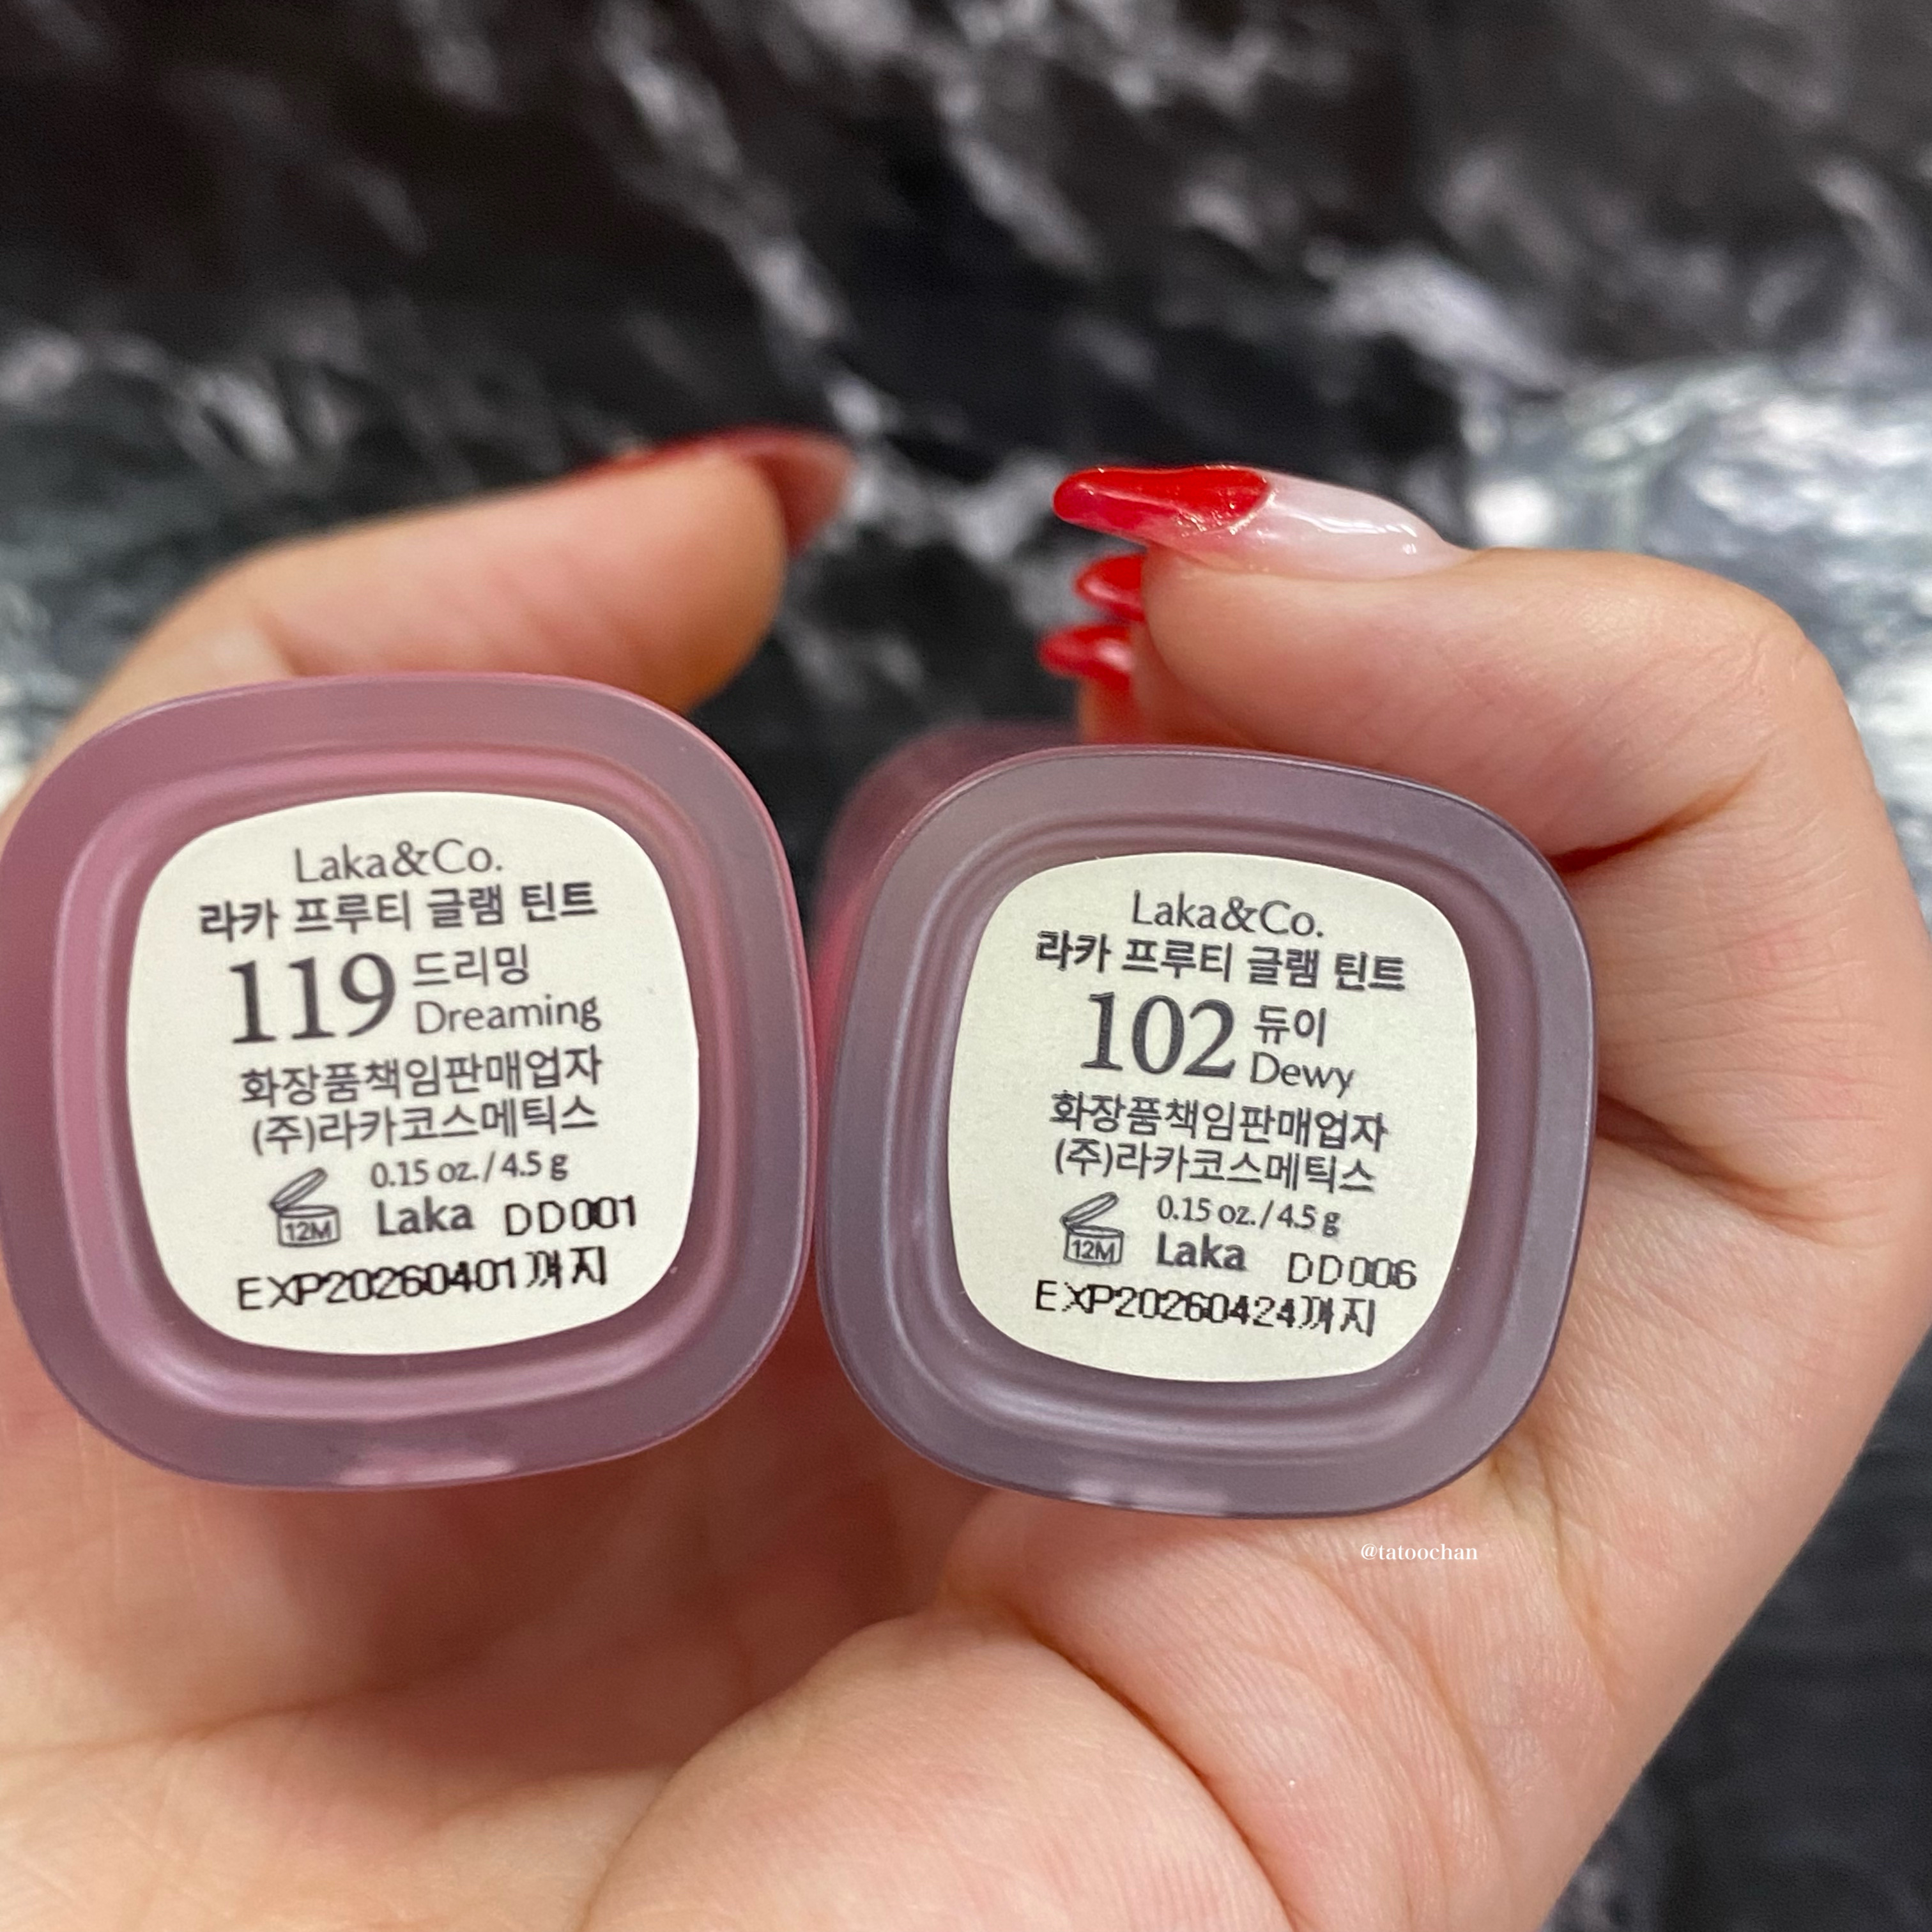 Laka&Co.
라카 프루티 글램 틴트
119 드리밍
Dreaming
화장품책임판매업자
(주)라카코스메틱스
0.15 oz. / 4.5 g
12M Laka DD001
EXP20260401까지
Laka&Co.
라카 프루티 글램 틴트
102 듀이
Dewy
화장품책임판매업자
(주)라카코스메틱스
0.15 oz. / 4.5 g
12M Laka DD006
EXP20260424까지
@tatoochan